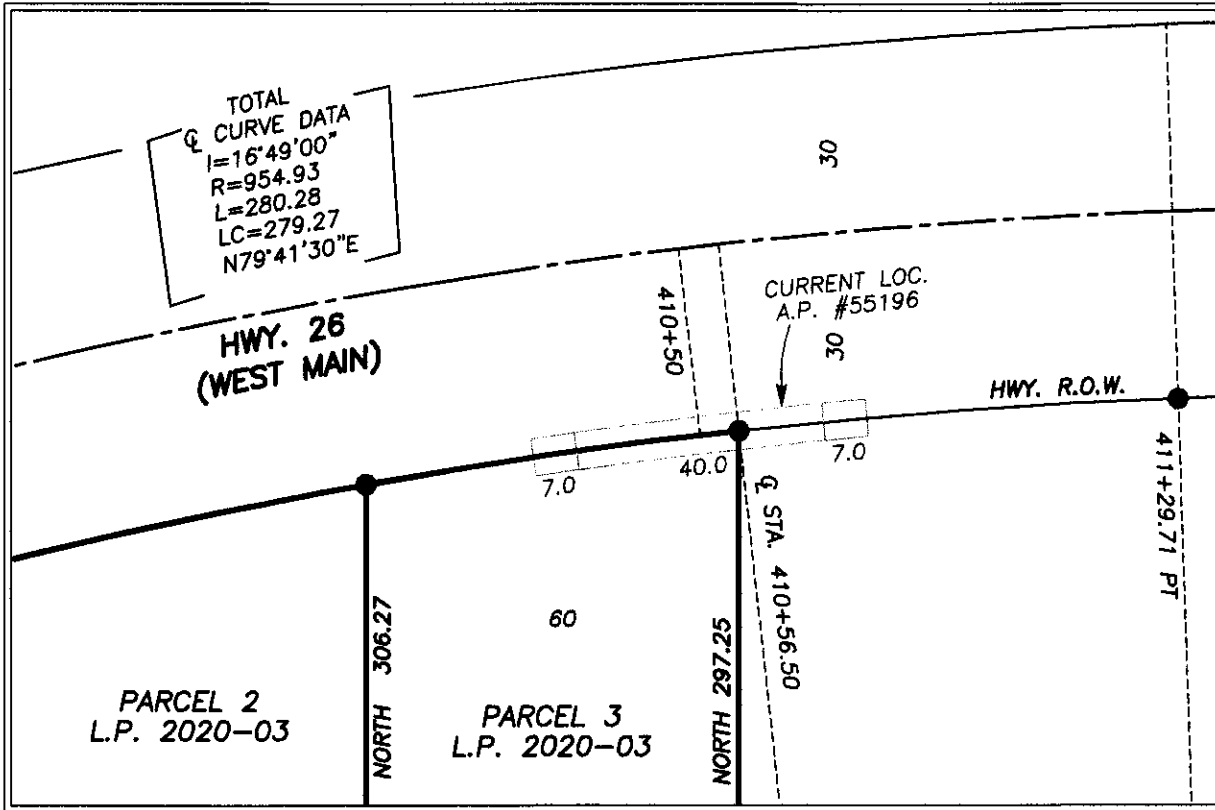 TOTAL
℄ CURVE DATA
I=16°49'00"
R=954.93
L=280.28
LC=279.27
N79°41'30"E
30
HWY. 26
(WEST MAIN)
410+50
CURRENT LOC.
A.P. #55196
30
HWY. R.O.W.
7.0
40.0
7.0
℄ STA. 410+56.50
411+29.71 PT
NORTH 306.27
60
NORTH 297.25
PARCEL 2
L.P. 2020-03
PARCEL 3
L.P. 2020-03